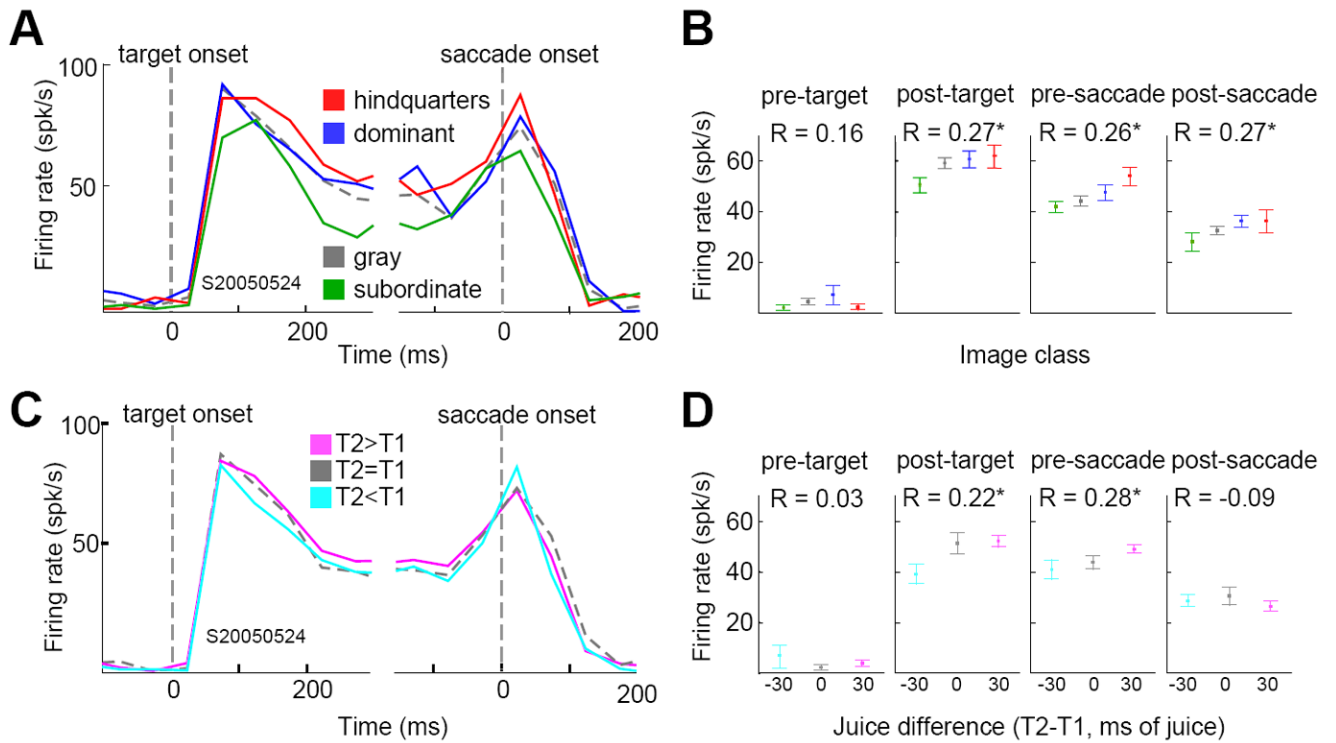 A
target onset
saccade onset
100
50
Firing rate (spk/s)
hindquarters
dominant
gray
subordinate
S20050524
0
200
0
200
Time (ms)
B
pre-target
post-target
pre-saccade
post-saccade
R = 0.16
R = 0.27*
R = 0.26*
R = 0.27*
60
40
20
Firing rate (spk/s)
Image class
C
target onset
saccade onset
100
50
Firing rate (spk/s)
T2>T1
T2=T1
T2<T1
S20050524
0
200
0
200
Time (ms)
D
pre-target
post-target
pre-saccade
post-saccade
R = 0.03
R = 0.22*
R = 0.28*
R = -0.09
60
40
20
Firing rate (spk/s)
-30 0 30
-30 0 30
-30 0 30
-30 0 30
Juice difference (T2-T1, ms of juice)